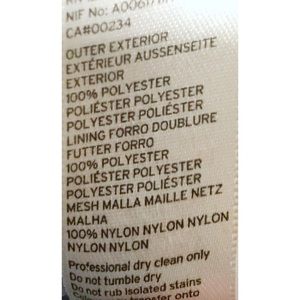 NIF No:
CA#00234
OUTER EXTERIOR
EXTÉRIEUR AUSSENSEITE
EXTERIOR
100% POLYESTER
POLIÉSTER POLYESTER
POLYESTER POLIÉSTER
LINING FORRO DOUBLURE
FUTTER FORRO
100% POLYESTER
POLIÉSTER POLYESTER
POLYESTER POLIÉSTER
MESH MALLA MAILLE NETZ
MALHA
100% NYLON NYLON NYLON
NYLON NYLON
Professional dry clean only
Do not tumble dry
Do not rub isolated stains
transfer onto